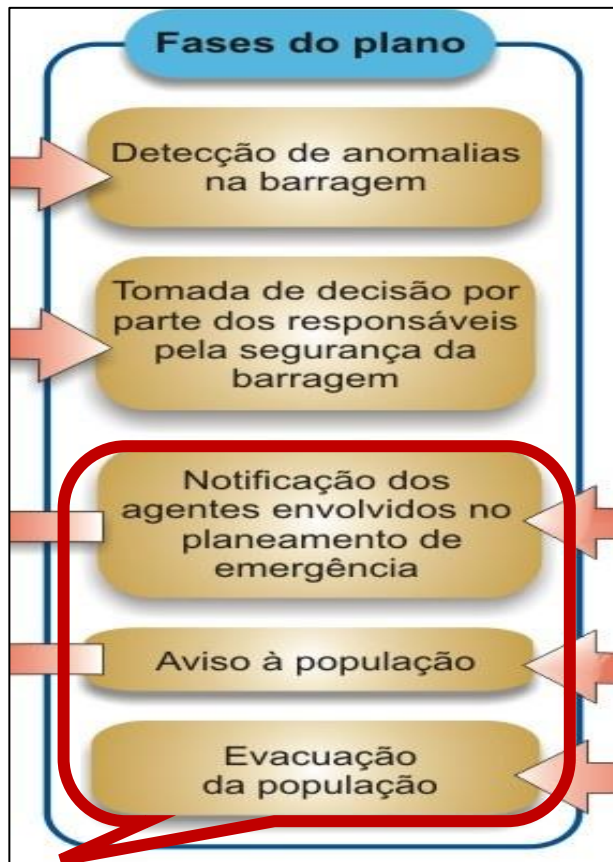 Fases do plano
Detecção de anomalias
na barragem
Tomada de decisão por
parte dos responsáveis
pela segurança da
barragem
Notificação dos
agentes envolvidos no
planeamento de
emergência
Aviso à população
Evacuação
da população